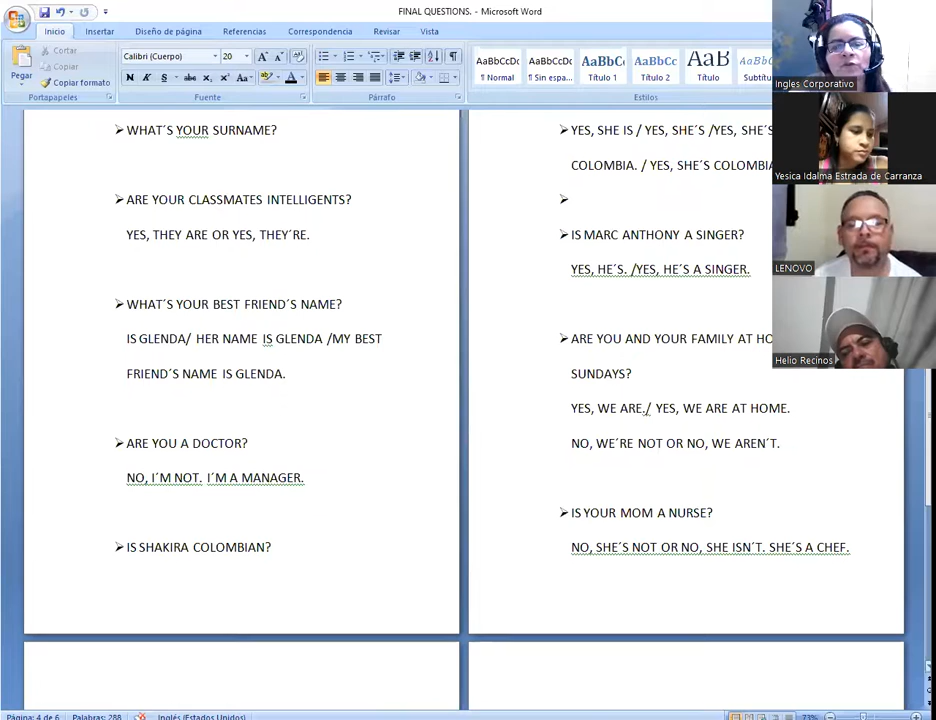 FINAL QUESTIONS. - Microsoft Word
Inicio Insertar Diseño de página Referencias Correspondencia Revisar Vista
Pegar
Cortar
Copiar
Copiar formato
Calibri (Cuerpo) 20
N K S abc x₂ x² Aa
AaBbCcDc AaBbCcDc AaBbC AaBbCc AaB AaBbCc
¶ Normal ¶ Sin espa... Título 1 Título 2 Título Subtít
Portapapeles Fuente Párrafo Estilos
WHAT´S YOUR SURNAME?
ARE YOUR CLASSMATES INTELLIGENTS?
YES, THEY ARE OR YES, THEY´RE.
WHAT´S YOUR BEST FRIEND´S NAME?
IS GLENDA/ HER NAME IS GLENDA /MY BEST
FRIEND´S NAME IS GLENDA.
ARE YOU A DOCTOR?
NO, I´M NOT. I´M A MANAGER.
IS SHAKIRA COLOMBIAN?
YES, SHE IS / YES, SHE´S /YES, SHE´S
COLOMBIA. / YES, SHE´S COLOMBIA
IS MARC ANTHONY A SINGER?
YES, HE´S. /YES, HE´S A SINGER.
ARE YOU AND YOUR FAMILY AT HO
SUNDAYS?
YES, WE ARE./ YES, WE ARE AT HOME.
NO, WE´RE NOT OR NO, WE AREN´T.
IS YOUR MOM A NURSE?
NO, SHE´S NOT OR NO, SHE ISN´T. SHE´S A CHEF.
Ingles Corporativo
Yesica Idalma Estrada de Carranza
LENOVO
Helio Recinos
Página: 4 de 6 Palabras: 288 Inglés (Estados Unidos) 73%